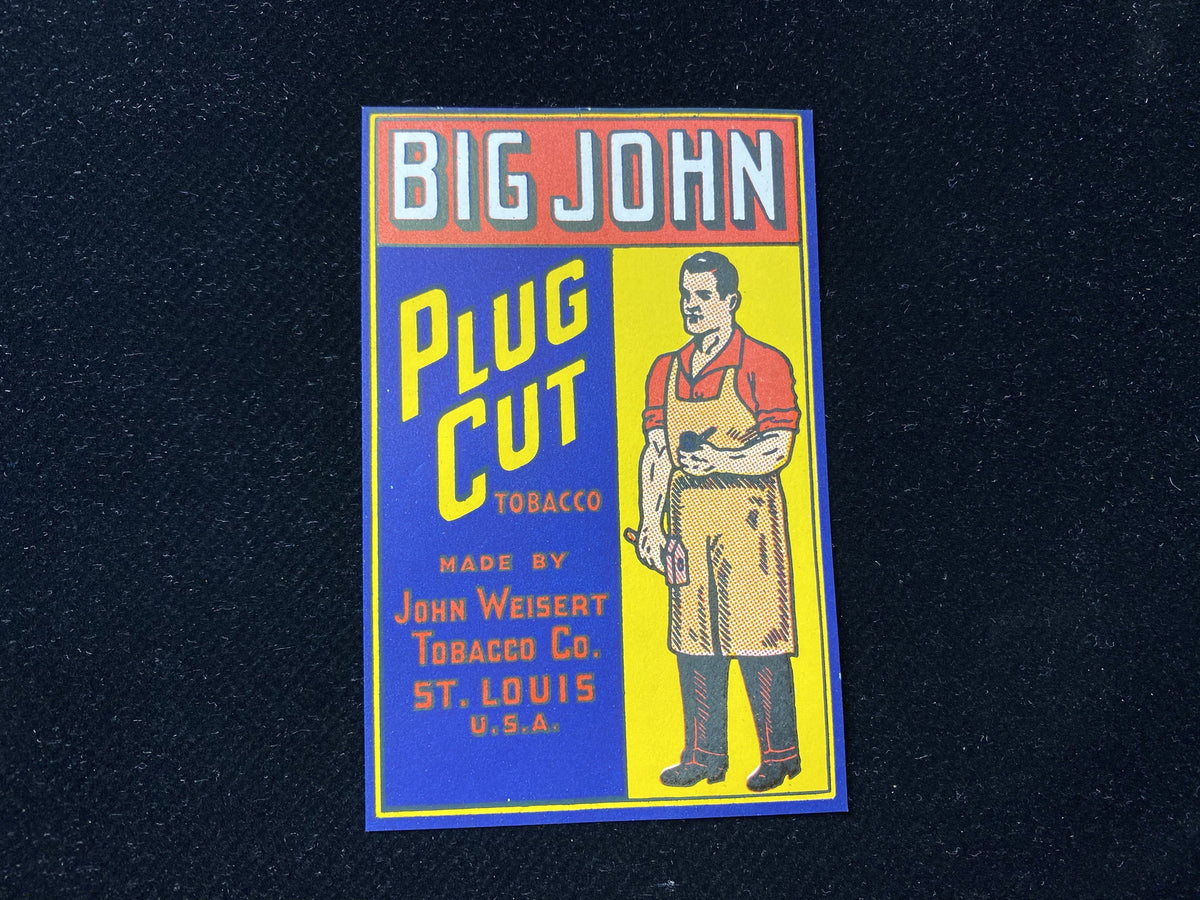 BIG JOHN
PLUG
CUT
TOBACCO
MADE BY
JOHN WEISERT
TOBACCO CO.
ST. LOUIS
U.S.A.